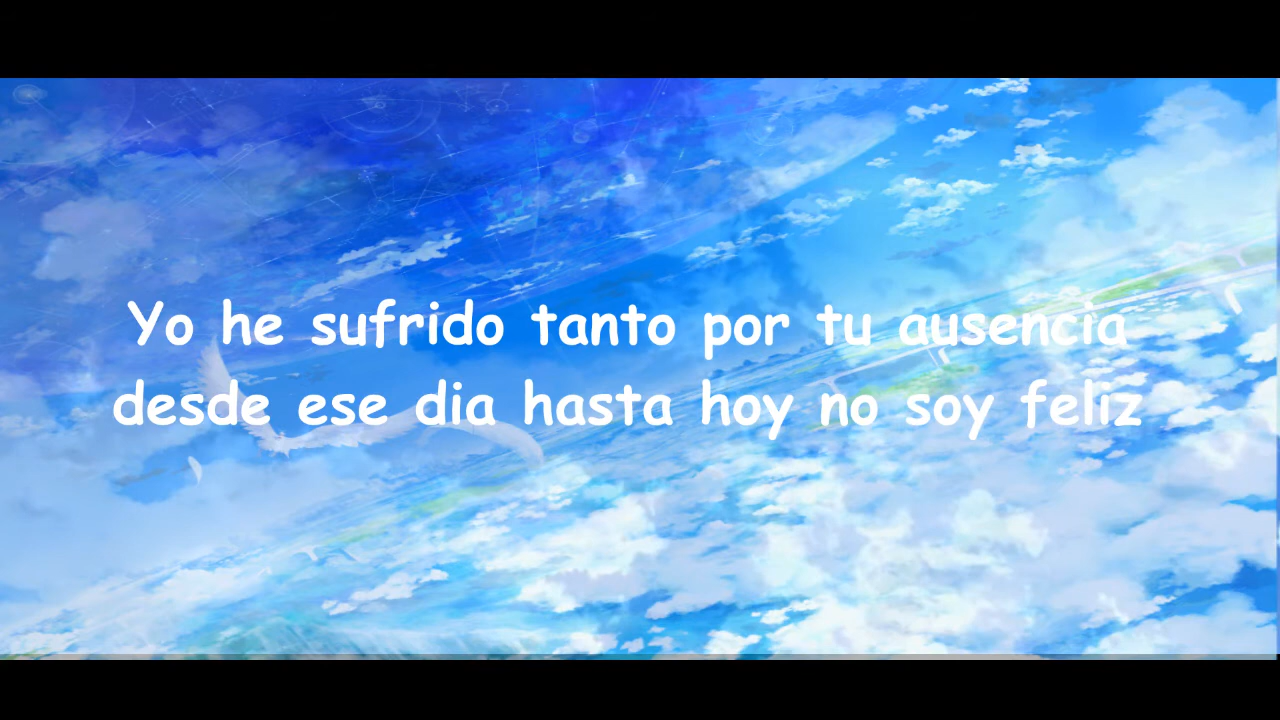 Yo he sufrido tanto por tu ausencia
desde ese dia hasta hoy no soy feliz